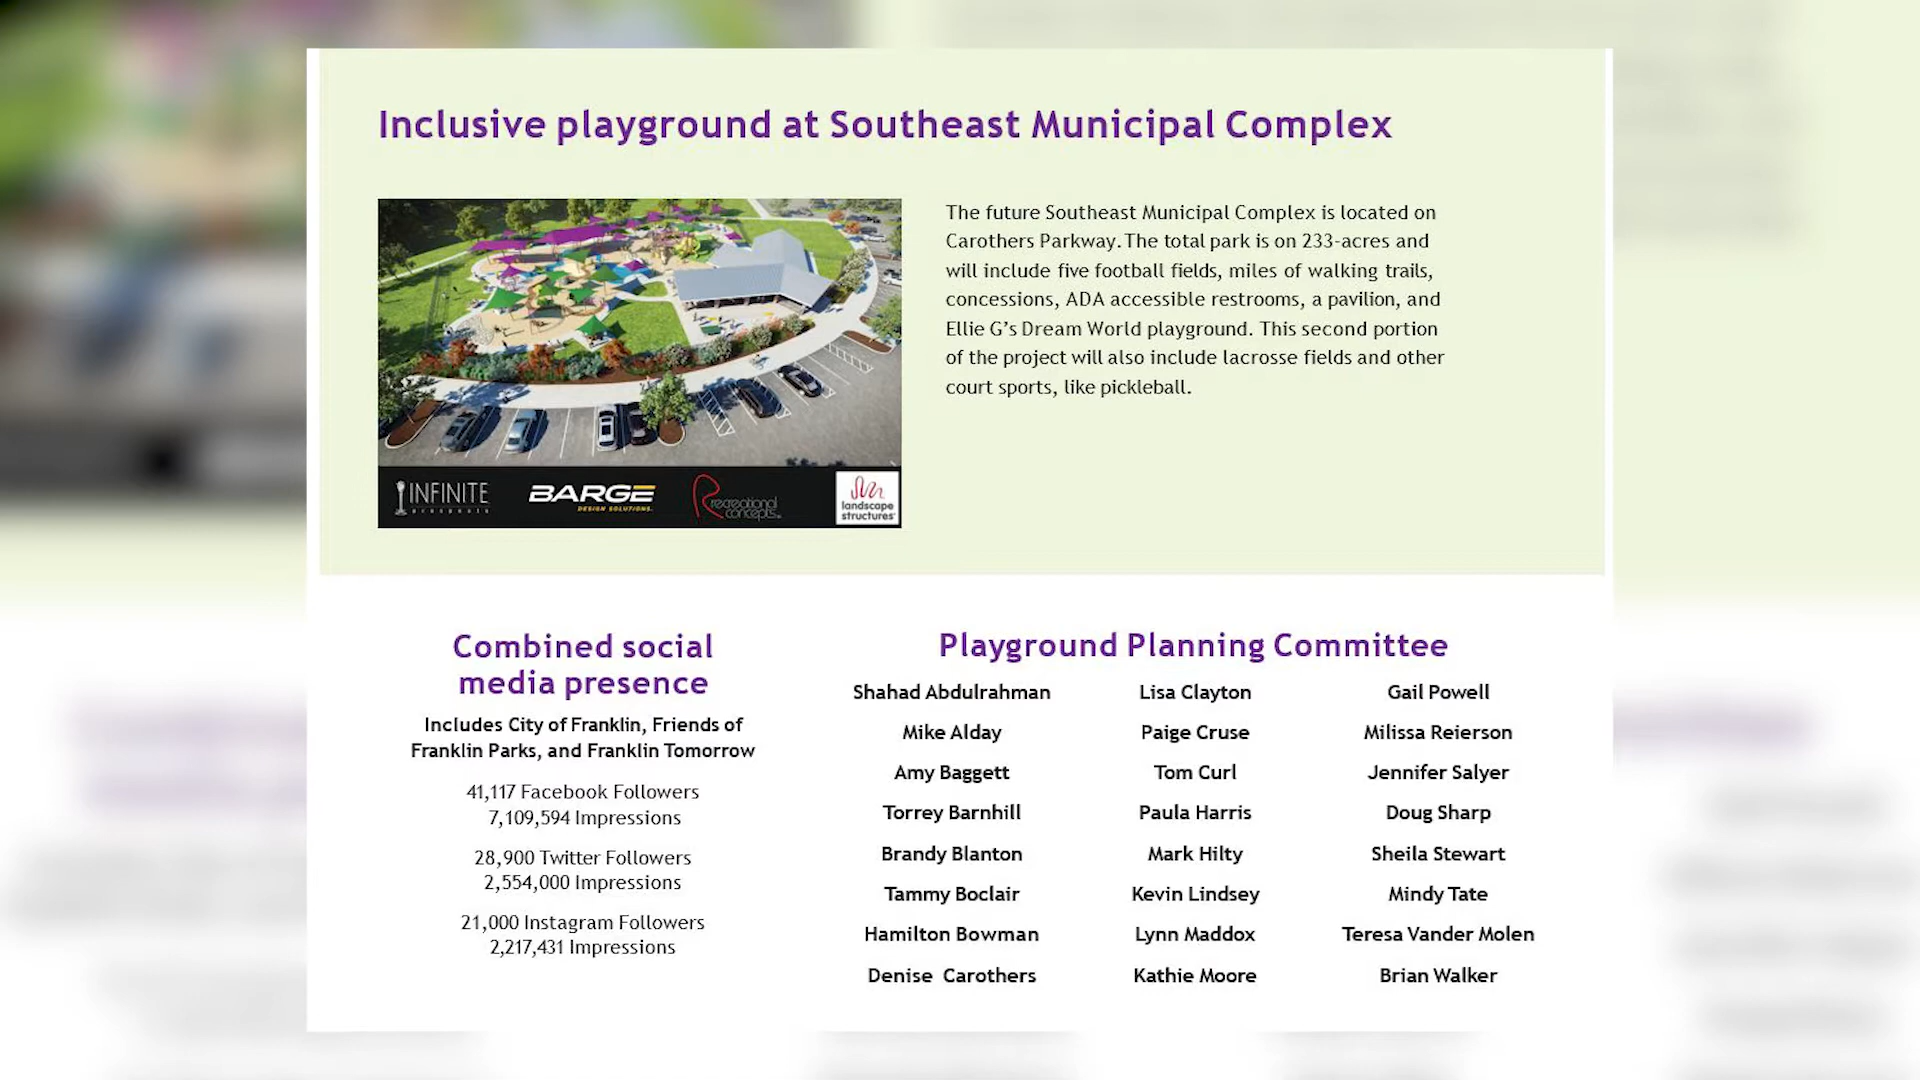 Inclusive playground at Southeast Municipal Complex
The future Southeast Municipal Complex is located on
Carothers Parkway. The total park is on 233-acres and
will include five football fields, miles of walking trails,
concessions, ADA accessible restrooms, a pavilion, and
Ellie G's Dream World playground. This second portion
of the project will also include lacrosse fields and other
court sports, like pickleball.
INFINITE
prospects
BARGE
DESIGN SOLUTIONS.
Recreational
concepts
landscape
structures
Combined social
media presence
Includes City of Franklin, Friends of
Franklin Parks, and Franklin Tomorrow
41,117 Facebook Followers
7,109,594 Impressions
28,900 Twitter Followers
2,554,000 Impressions
21,000 Instagram Followers
2,217,431 Impressions
Playground Planning Committee
Shahad Abdulrahman
Mike Alday
Amy Baggett
Torrey Barnhill
Brandy Blanton
Tammy Boclair
Hamilton Bowman
Denise Carothers
Lisa Clayton
Paige Cruse
Tom Curl
Paula Harris
Mark Hilty
Kevin Lindsey
Lynn Maddox
Kathie Moore
Gail Powell
Milissa Reierson
Jennifer Salyer
Doug Sharp
Sheila Stewart
Mindy Tate
Teresa Vander Molen
Brian Walker